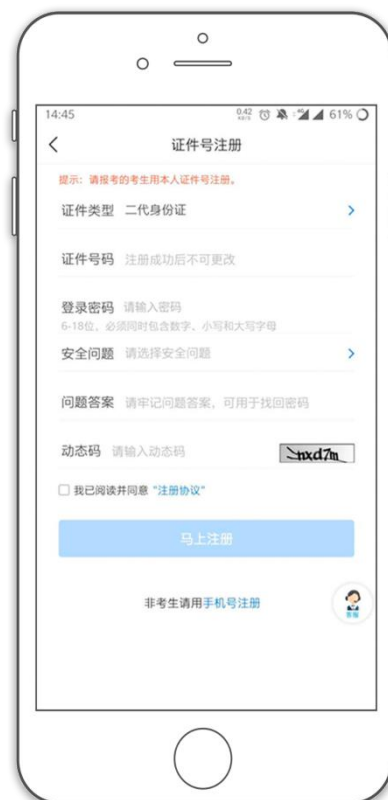 14:45 0.42 KB/S 4G 61%
证件号注册
提示：请报考的考生用本人证件号注册。
证件类型 二代身份证
证件号码 注册成功后不可更改
登录密码 请输入密码
6-18位，必须同时包含数字、小写和大写字母
安全问题 请选择安全问题
问题答案 请牢记问题答案，可用于找回密码
动态码 请输入动态码 nxd7m
我已阅读并同意“注册协议”
马上注册
非考生请用手机号注册
客服